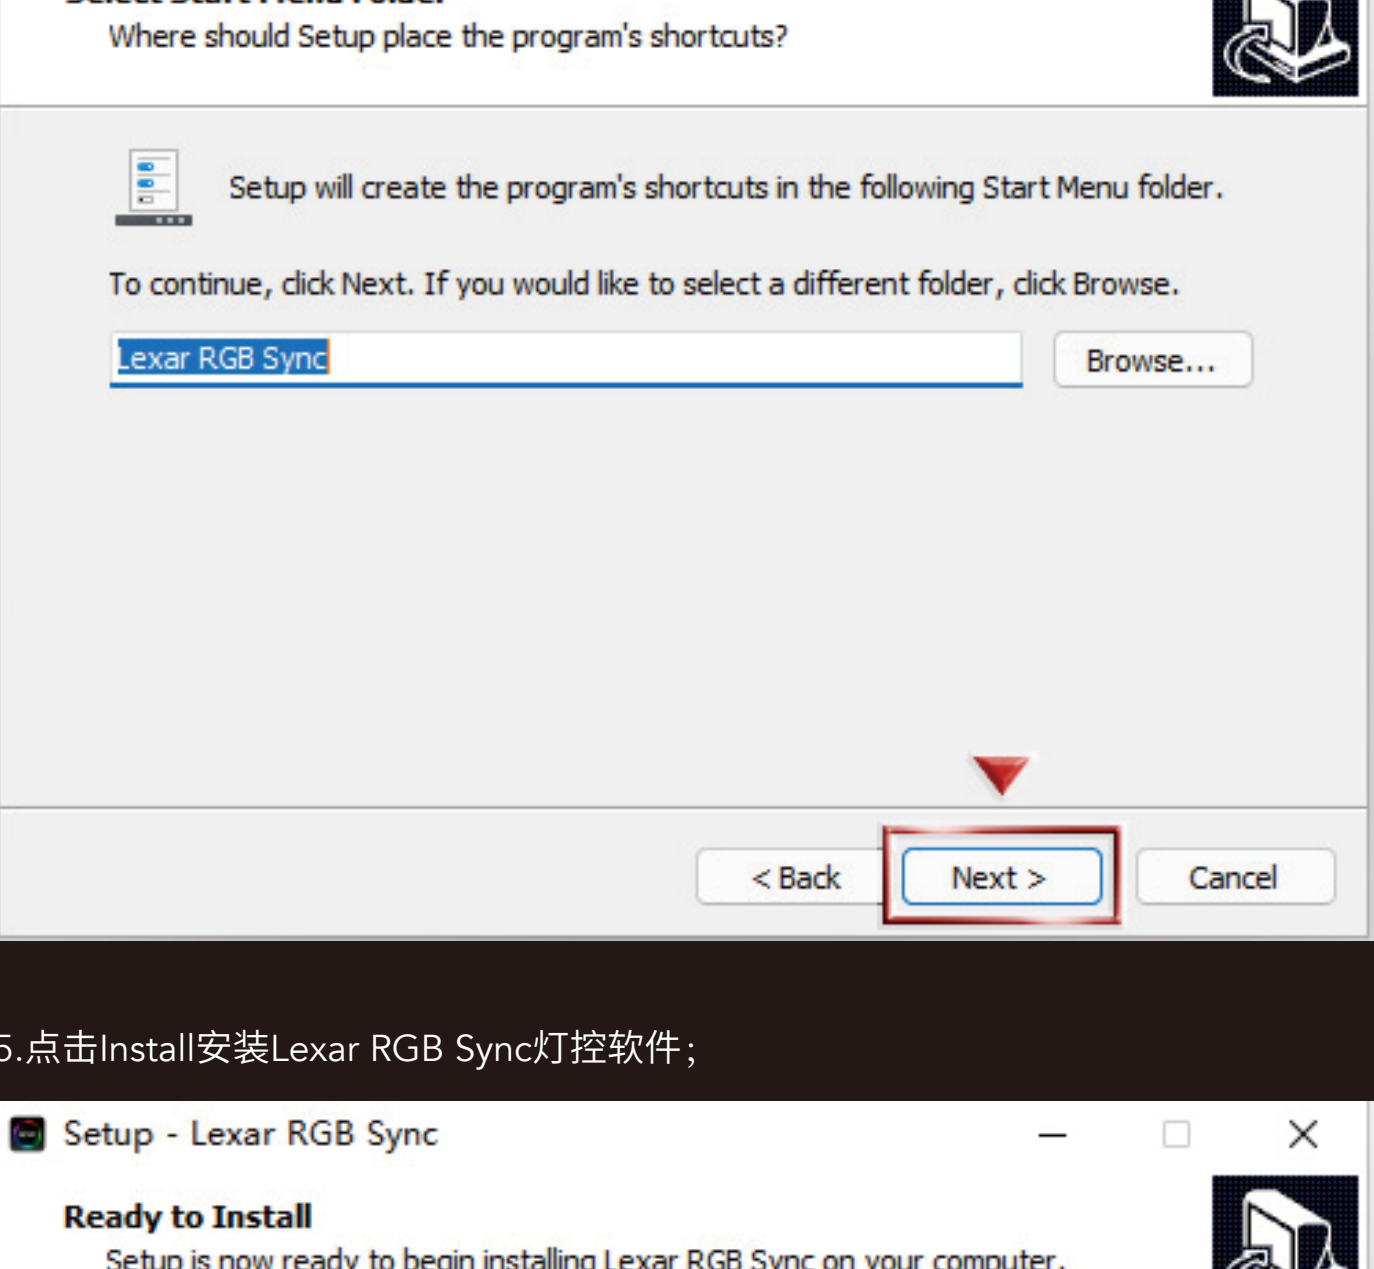 Select Start Menu Folder
Where should Setup place the program's shortcuts?
Setup will create the program's shortcuts in the following Start Menu folder.
To continue, click Next. If you would like to select a different folder, click Browse.
Lexar RGB Sync
Browse...
< Back
Next >
Cancel
5.点击Install安装Lexar RGB Sync灯控软件；
Setup - Lexar RGB Sync
Ready to Install
Setup is now ready to begin installing Lexar RGB Sync on your computer.